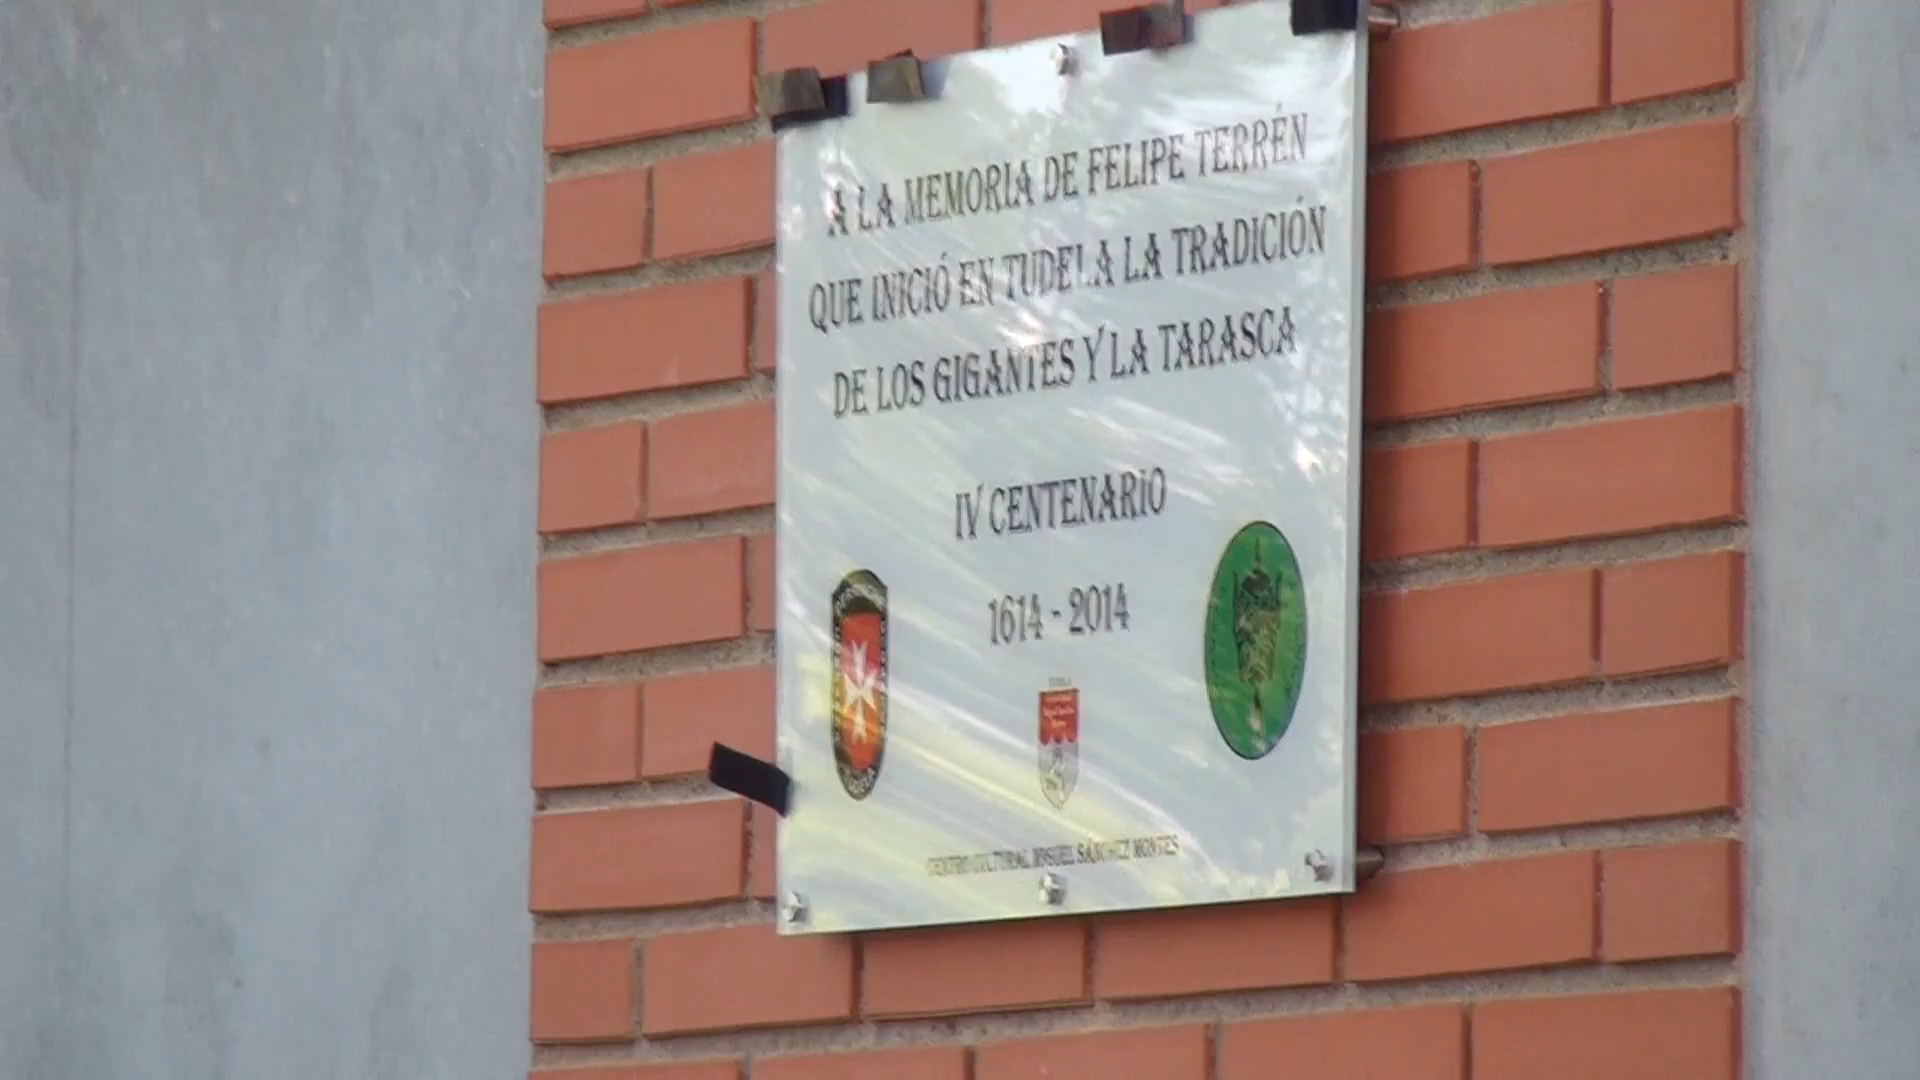 A LA MEMORIA DE FELIPE TERRÉN
QUE INICIÓ EN TUDELA LA TRADICIÓN
DE LOS GIGANTES Y LA TARASCA
IV CENTENARIO
1614 - 2014
CENTRO CULTURAL MIGUEL SÁNCHEZ MONTES